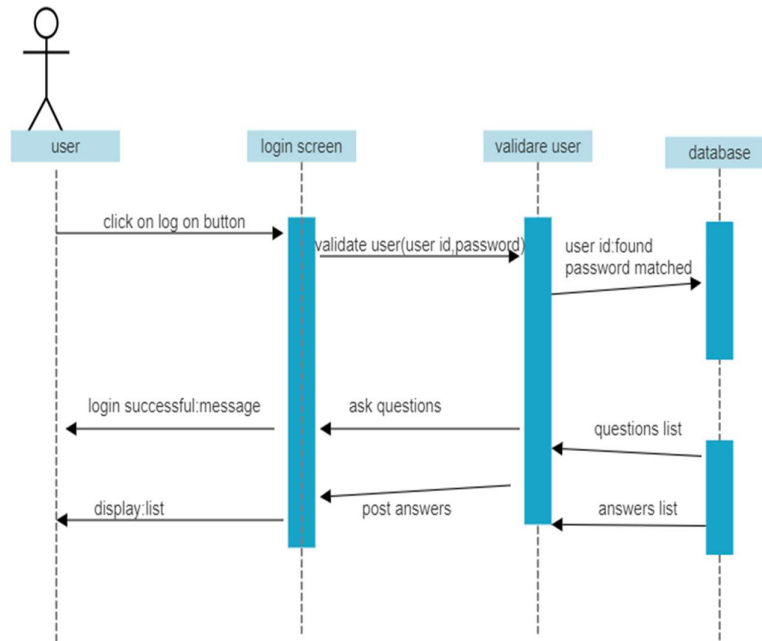 user
login screen
validare user
database
click on log on button
validate user(user id,password)
user id:found
password matched
login successful:message
ask questions
questions list
display:list
post answers
answers list